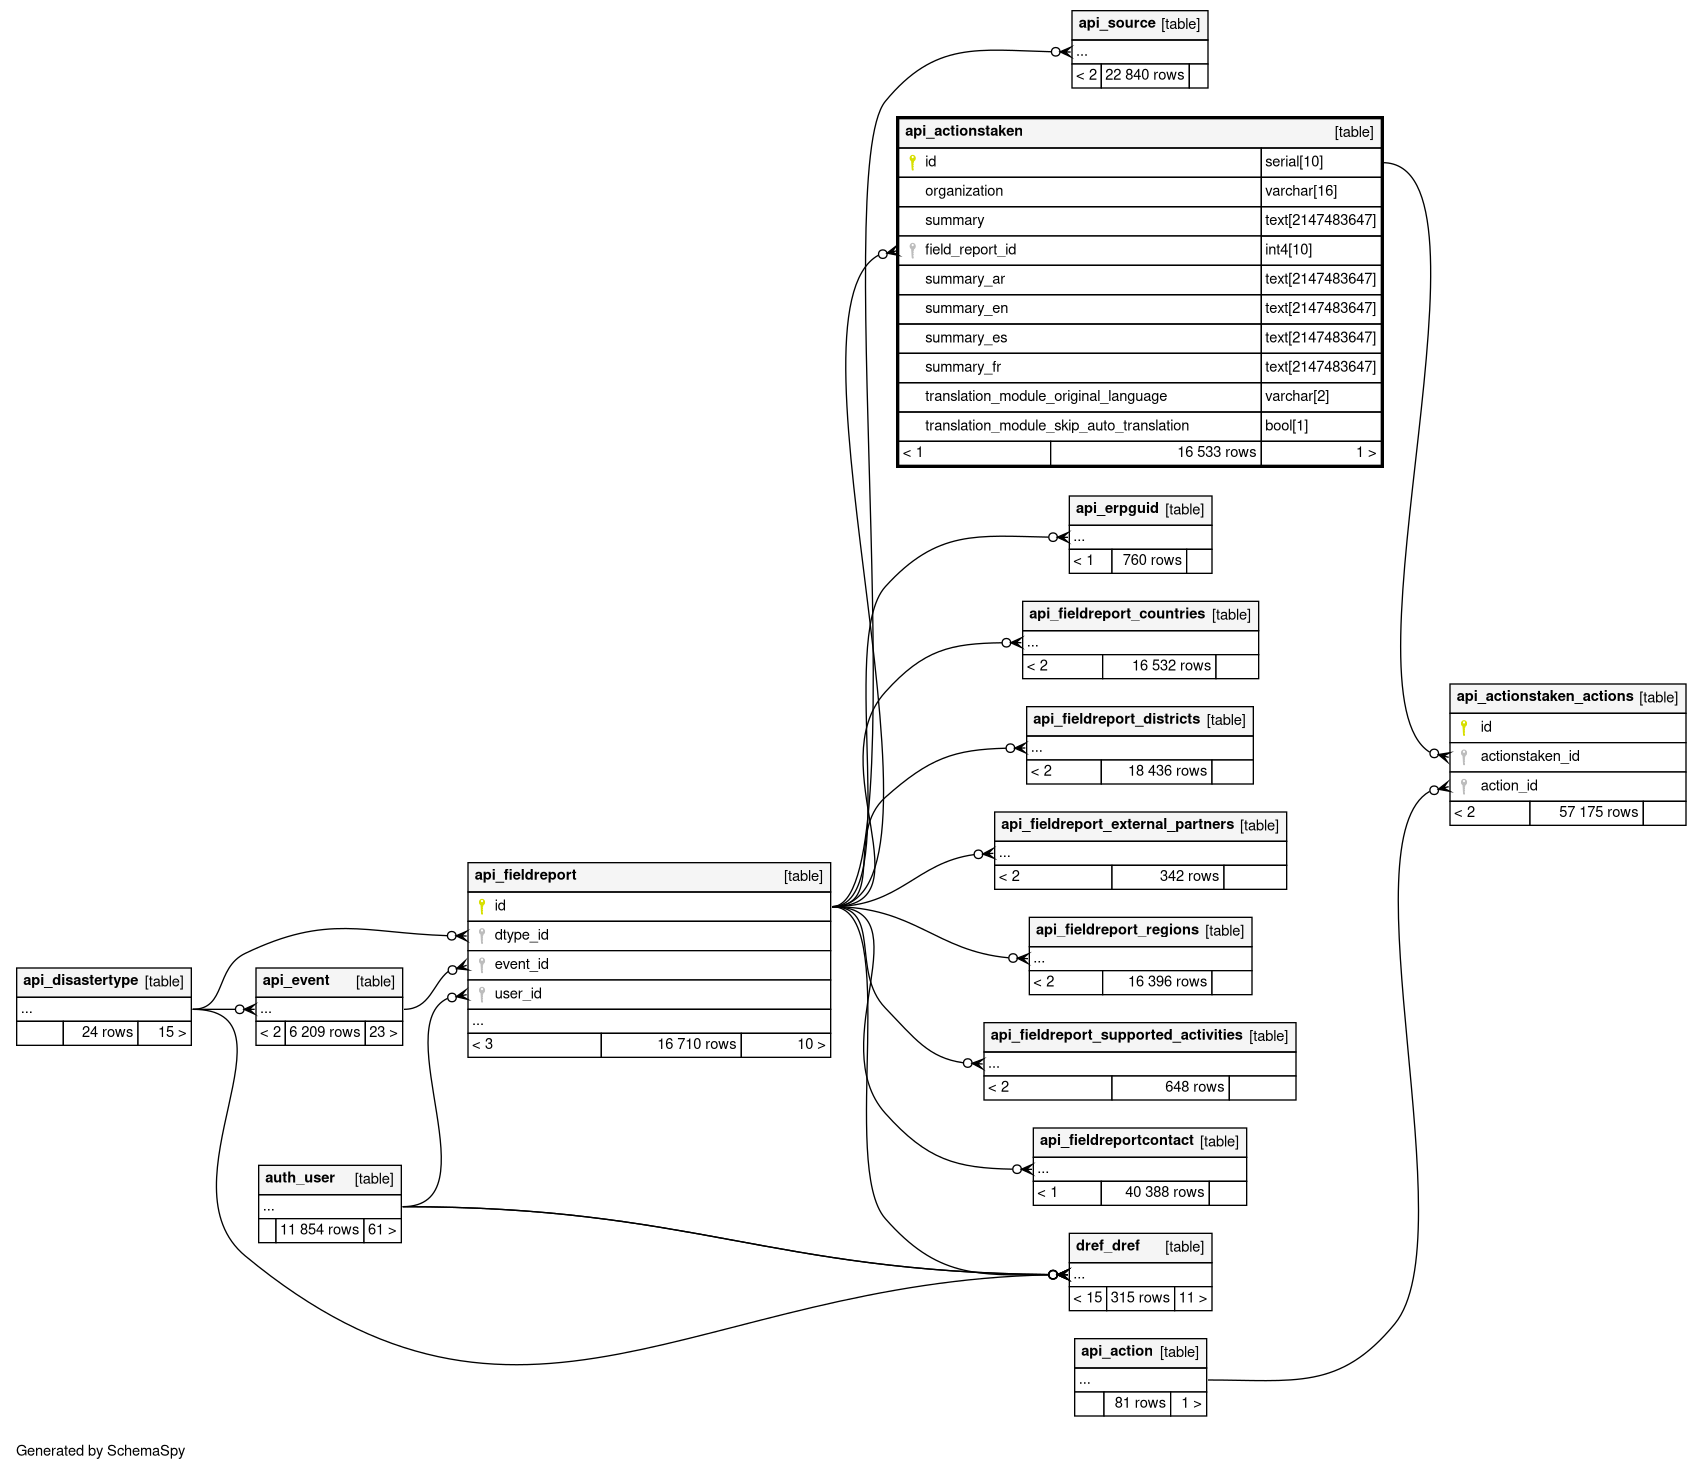 api_source [table]
...
< 2 22 840 rows
api_actionstaken [table]
id serial[10]
organization varchar[16]
summary text[2147483647]
field_report_id int4[10]
summary_ar text[2147483647]
summary_en text[2147483647]
summary_es text[2147483647]
summary_fr text[2147483647]
translation_module_original_language varchar[2]
translation_module_skip_auto_translation bool[1]
< 1 16 533 rows 1 >
api_erpguid [table]
...
< 1 760 rows
api_fieldreport_countries [table]
...
< 2 16 532 rows
api_fieldreport_districts [table]
...
< 2 18 436 rows
api_actionstaken_actions [table]
id
actionstaken_id
action_id
< 2 57 175 rows
api_fieldreport_external_partners [table]
...
< 2 342 rows
api_fieldreport [table]
id
dtype_id
event_id
user_id
...
< 3 16 710 rows 10 >
api_fieldreport_regions [table]
...
< 2 16 396 rows
api_disastertype [table]
...
24 rows 15 >
api_event [table]
...
< 2 6 209 rows 23 >
api_fieldreport_supported_activities [table]
...
< 2 648 rows
api_fieldreportcontact [table]
...
< 1 40 388 rows
auth_user [table]
...
11 854 rows 61 >
dref_dref [table]
...
< 15 315 rows 11 >
api_action [table]
...
81 rows 1 >
Generated by SchemaSpy